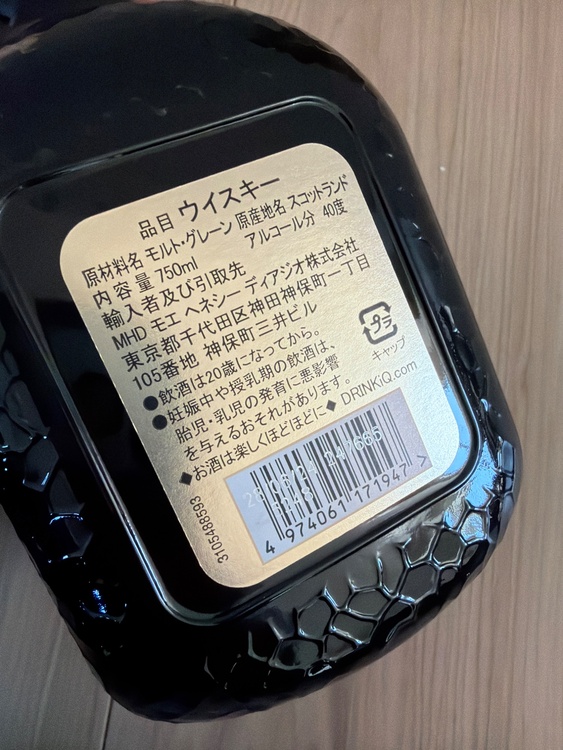 品目 ウイスキー
原材料名 モルト・グレーン 原産地名 スコットランド
内容量 750ml アルコール分 40度
輸入者及び引取先
MHD モエ ヘネシー ディアジオ株式会社
東京都千代田区神田神保町一丁目
105番地 神保町三井ビル
●飲酒は20歳になってから。
●妊娠中や授乳期の飲酒は、
胎児・乳児の発育に悪影響
を与えるおそれがあります。
◆お酒は楽しくほどほどに◆ DRINKiQ.com
プラ
キャップ
4 974061 171947 >
3105488593